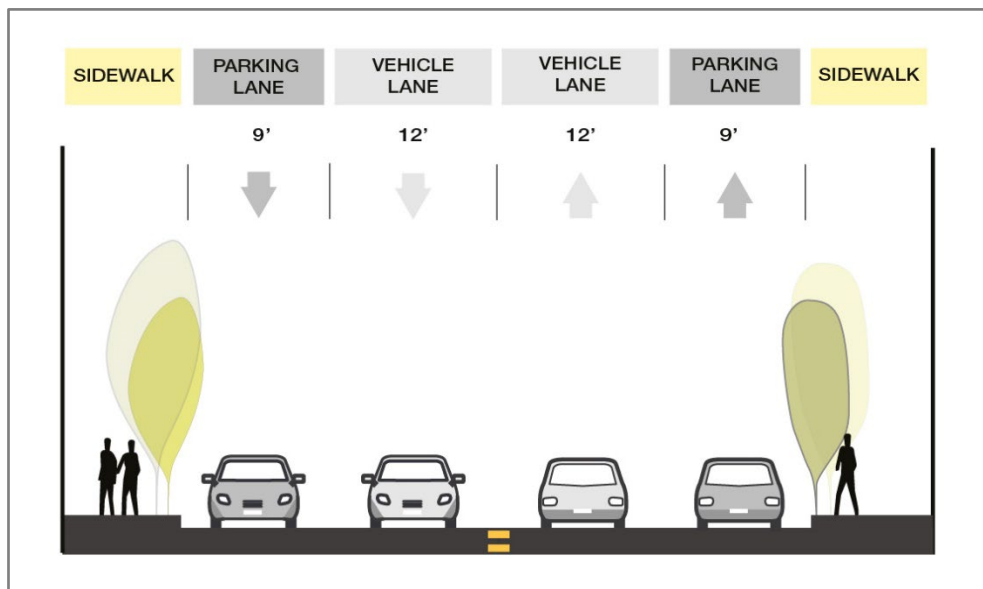 SIDEWALK
PARKING
LANE
VEHICLE
LANE
VEHICLE
LANE
PARKING
LANE
SIDEWALK
9’
12’
12’
9’